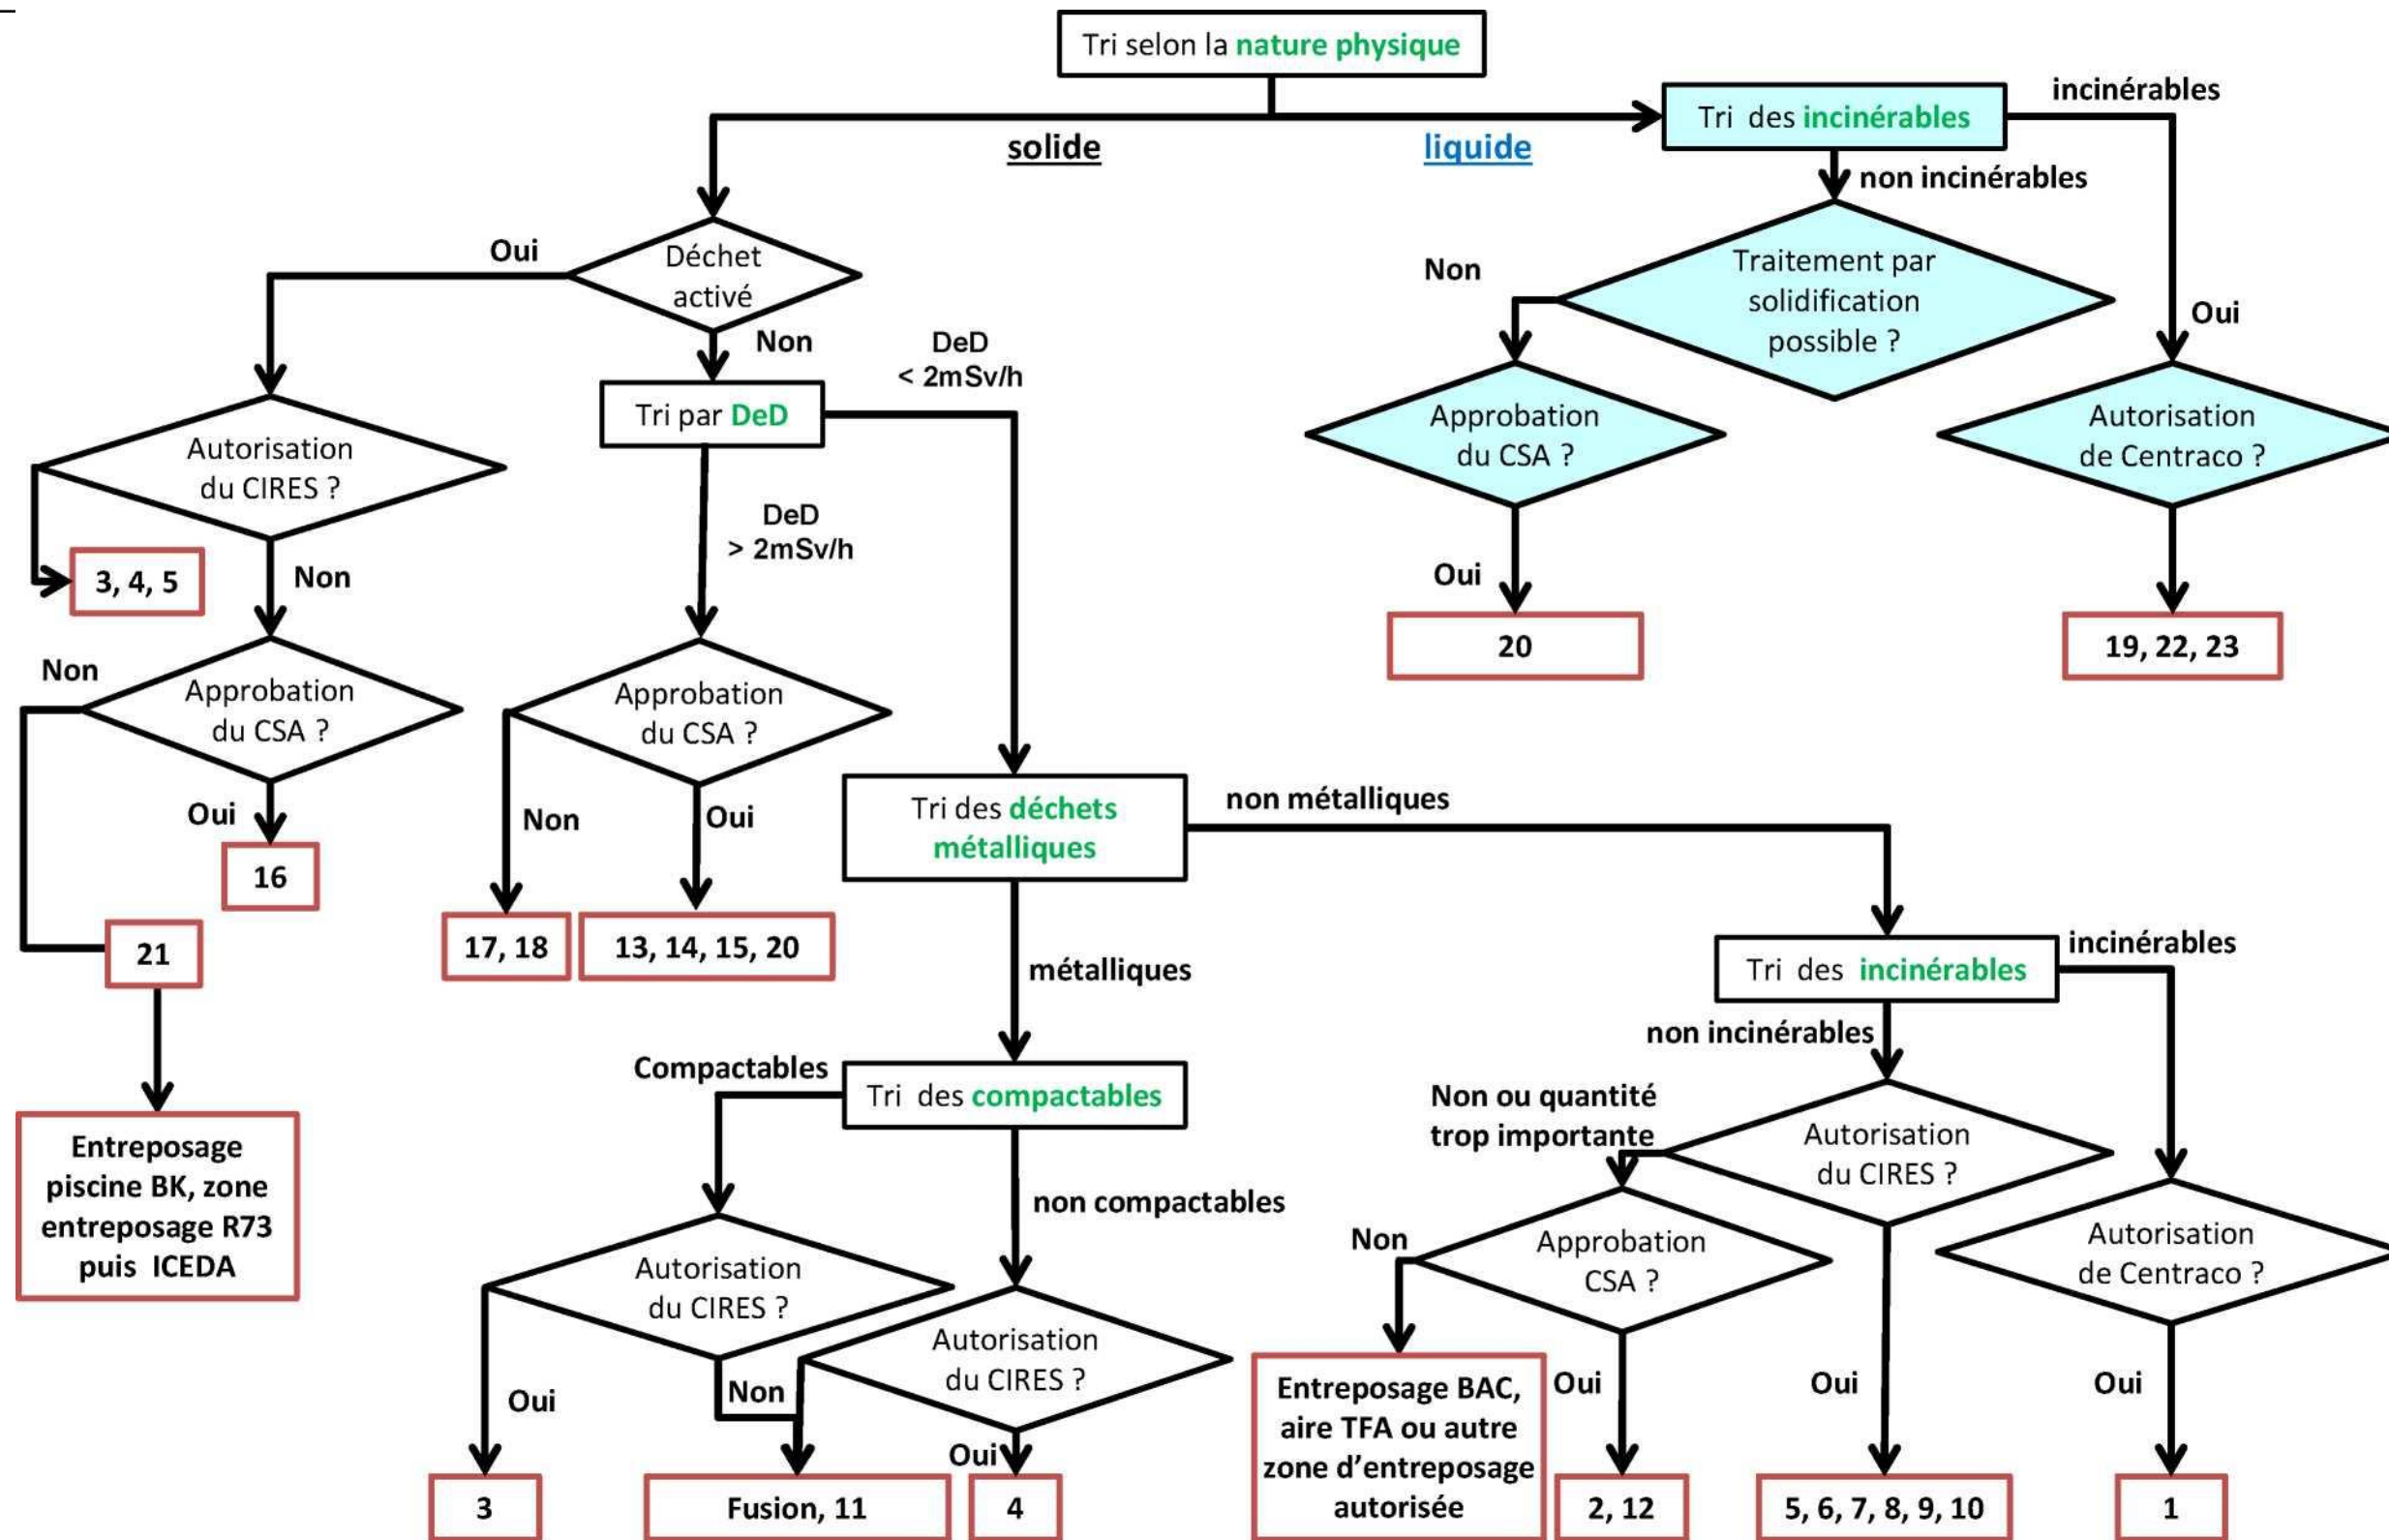 Tri selon la nature physique
incinérables
Tri des incinérables
solide
liquide
non incinérables
Oui
Déchet
activé
Non
Traitement par
solidification
possible ?
Oui
Non
DeD
< 2mSv/h
Tri par DeD
Approbation
du CSA ?
Autorisation
de Centraco ?
Autorisation
du CIRES ?
DeD
> 2mSv/h
3, 4, 5
Non
Oui
20
19, 22, 23
Non
Approbation
du CSA ?
Approbation
du CSA ?
Oui
Non
Oui
Tri des déchets
métalliques
non métalliques
16
21
17, 18
13, 14, 15, 20
métalliques
Tri des incinérables
incinérables
non incinérables
Compactables
Tri des compactables
Non ou quantité
trop importante
Autorisation
du CIRES ?
Entreposage
piscine BK, zone
entreposage R73
puis ICEDA
non compactables
Non
Approbation
CSA ?
Autorisation
de Centraco ?
Autorisation
du CIRES ?
Autorisation
du CIRES ?
Oui
Non
Oui
Entreposage BAC,
aire TFA ou autre
zone d'entreposage
autorisée
Oui
Oui
Oui
3
Fusion, 11
4
2, 12
5, 6, 7, 8, 9, 10
1